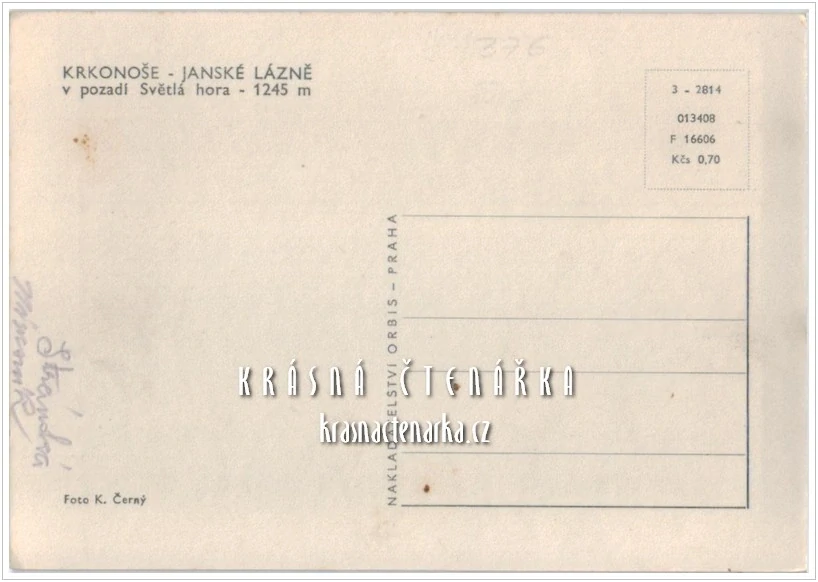 376
KRKONOŠE - JANSKÉ LÁZNĚ
v pozadí Světlá hora - 1245 m
3 - 2814
013408
F 16606
Kčs 0,70
NAKLADATELSTVÍ ORBIS - PRAHA
KRÁSNÁ ČTENÁŘKA
krasnactenarka.cz
Foto K. Černý